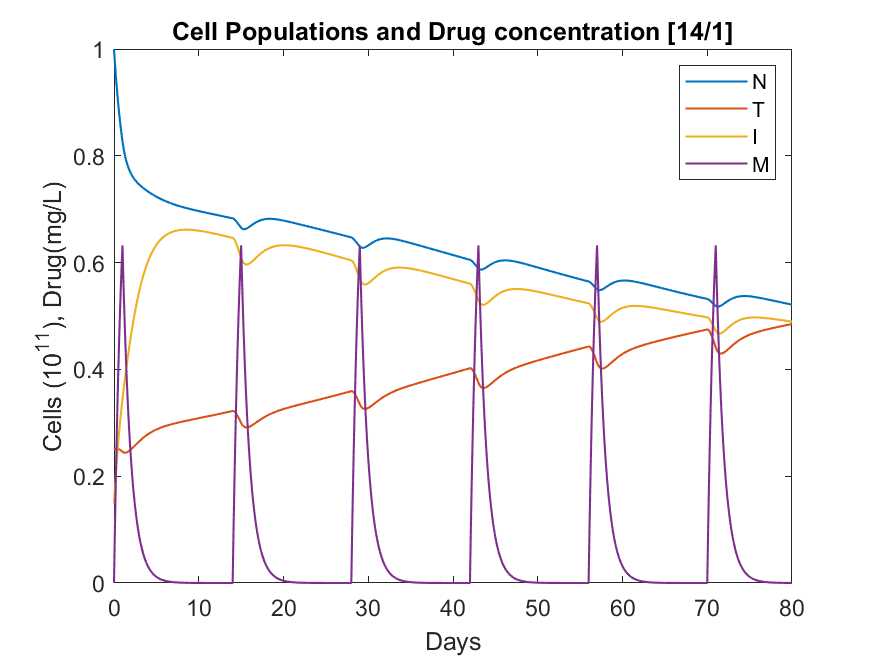 Cell Populations and Drug concentration [14/1]
N
T
I
M
Cells (10^11), Drug(mg/L)
1
0.8
0.6
0.4
0.2
0
0 10 20 30 40 50 60 70 80
Days